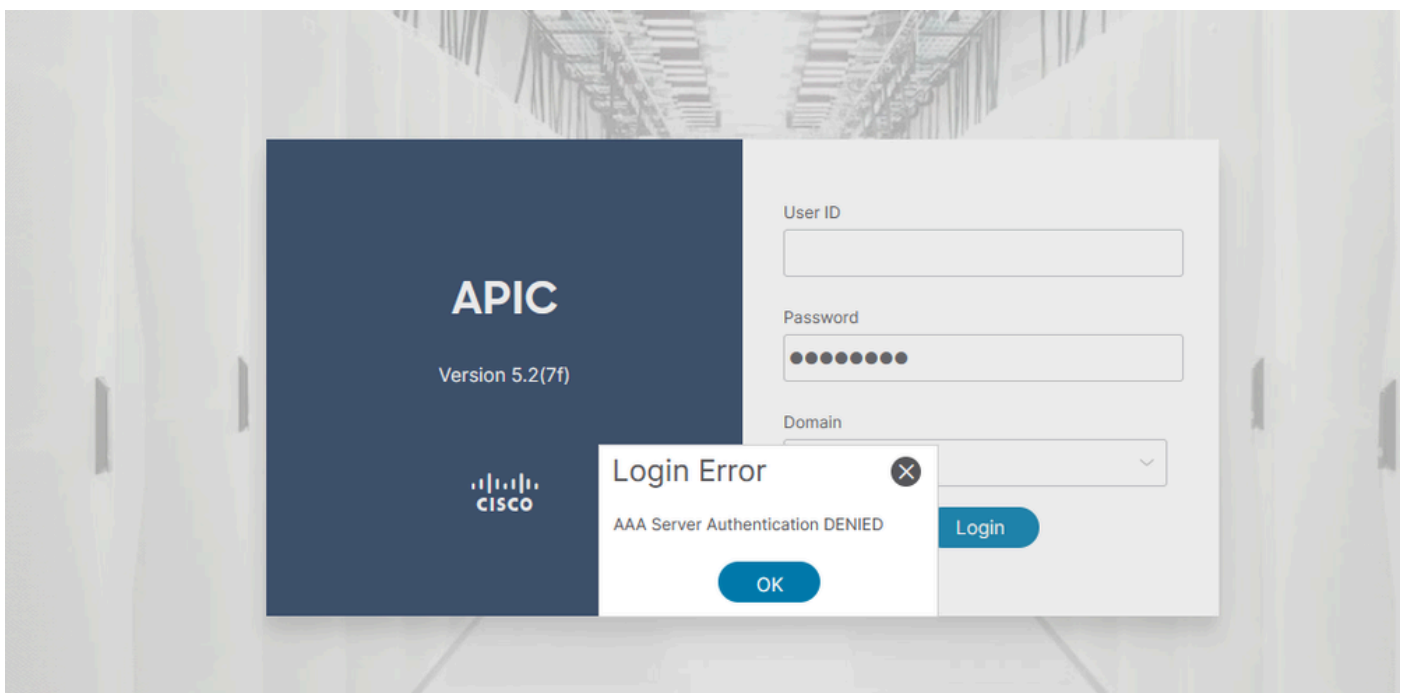 APIC
Version 5.2(7f)
CISCO
User ID
Password
Domain
Login
Login Error
AAA Server Authentication DENIED
OK